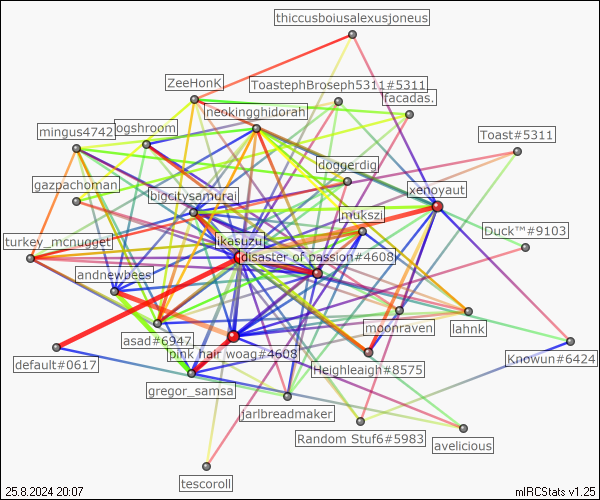 thiccusboiusalexusjoneus
ZeeHonK
ToastephBroseph5311#5311
facadas.
neokingghidorah
ogshroom
mingus4742
Toast#5311
doggerdig
gazpachoman
bigcitysamurai
xenoyaut
mukszi
Duck™#9103
turkey_mcnugget
ikasuzu
disaster of passion#4608
andnewbees
moonraven
lahnk
asad#6947
pink hair woag#4608
default#0617
Heighleaigh#8575
Knowun#6424
gregor_samsa
jarlbreadmaker
Random Stuf6#5983
avelicious
tescoroll
25.8.2024 20:07
mIRCStats v1.25